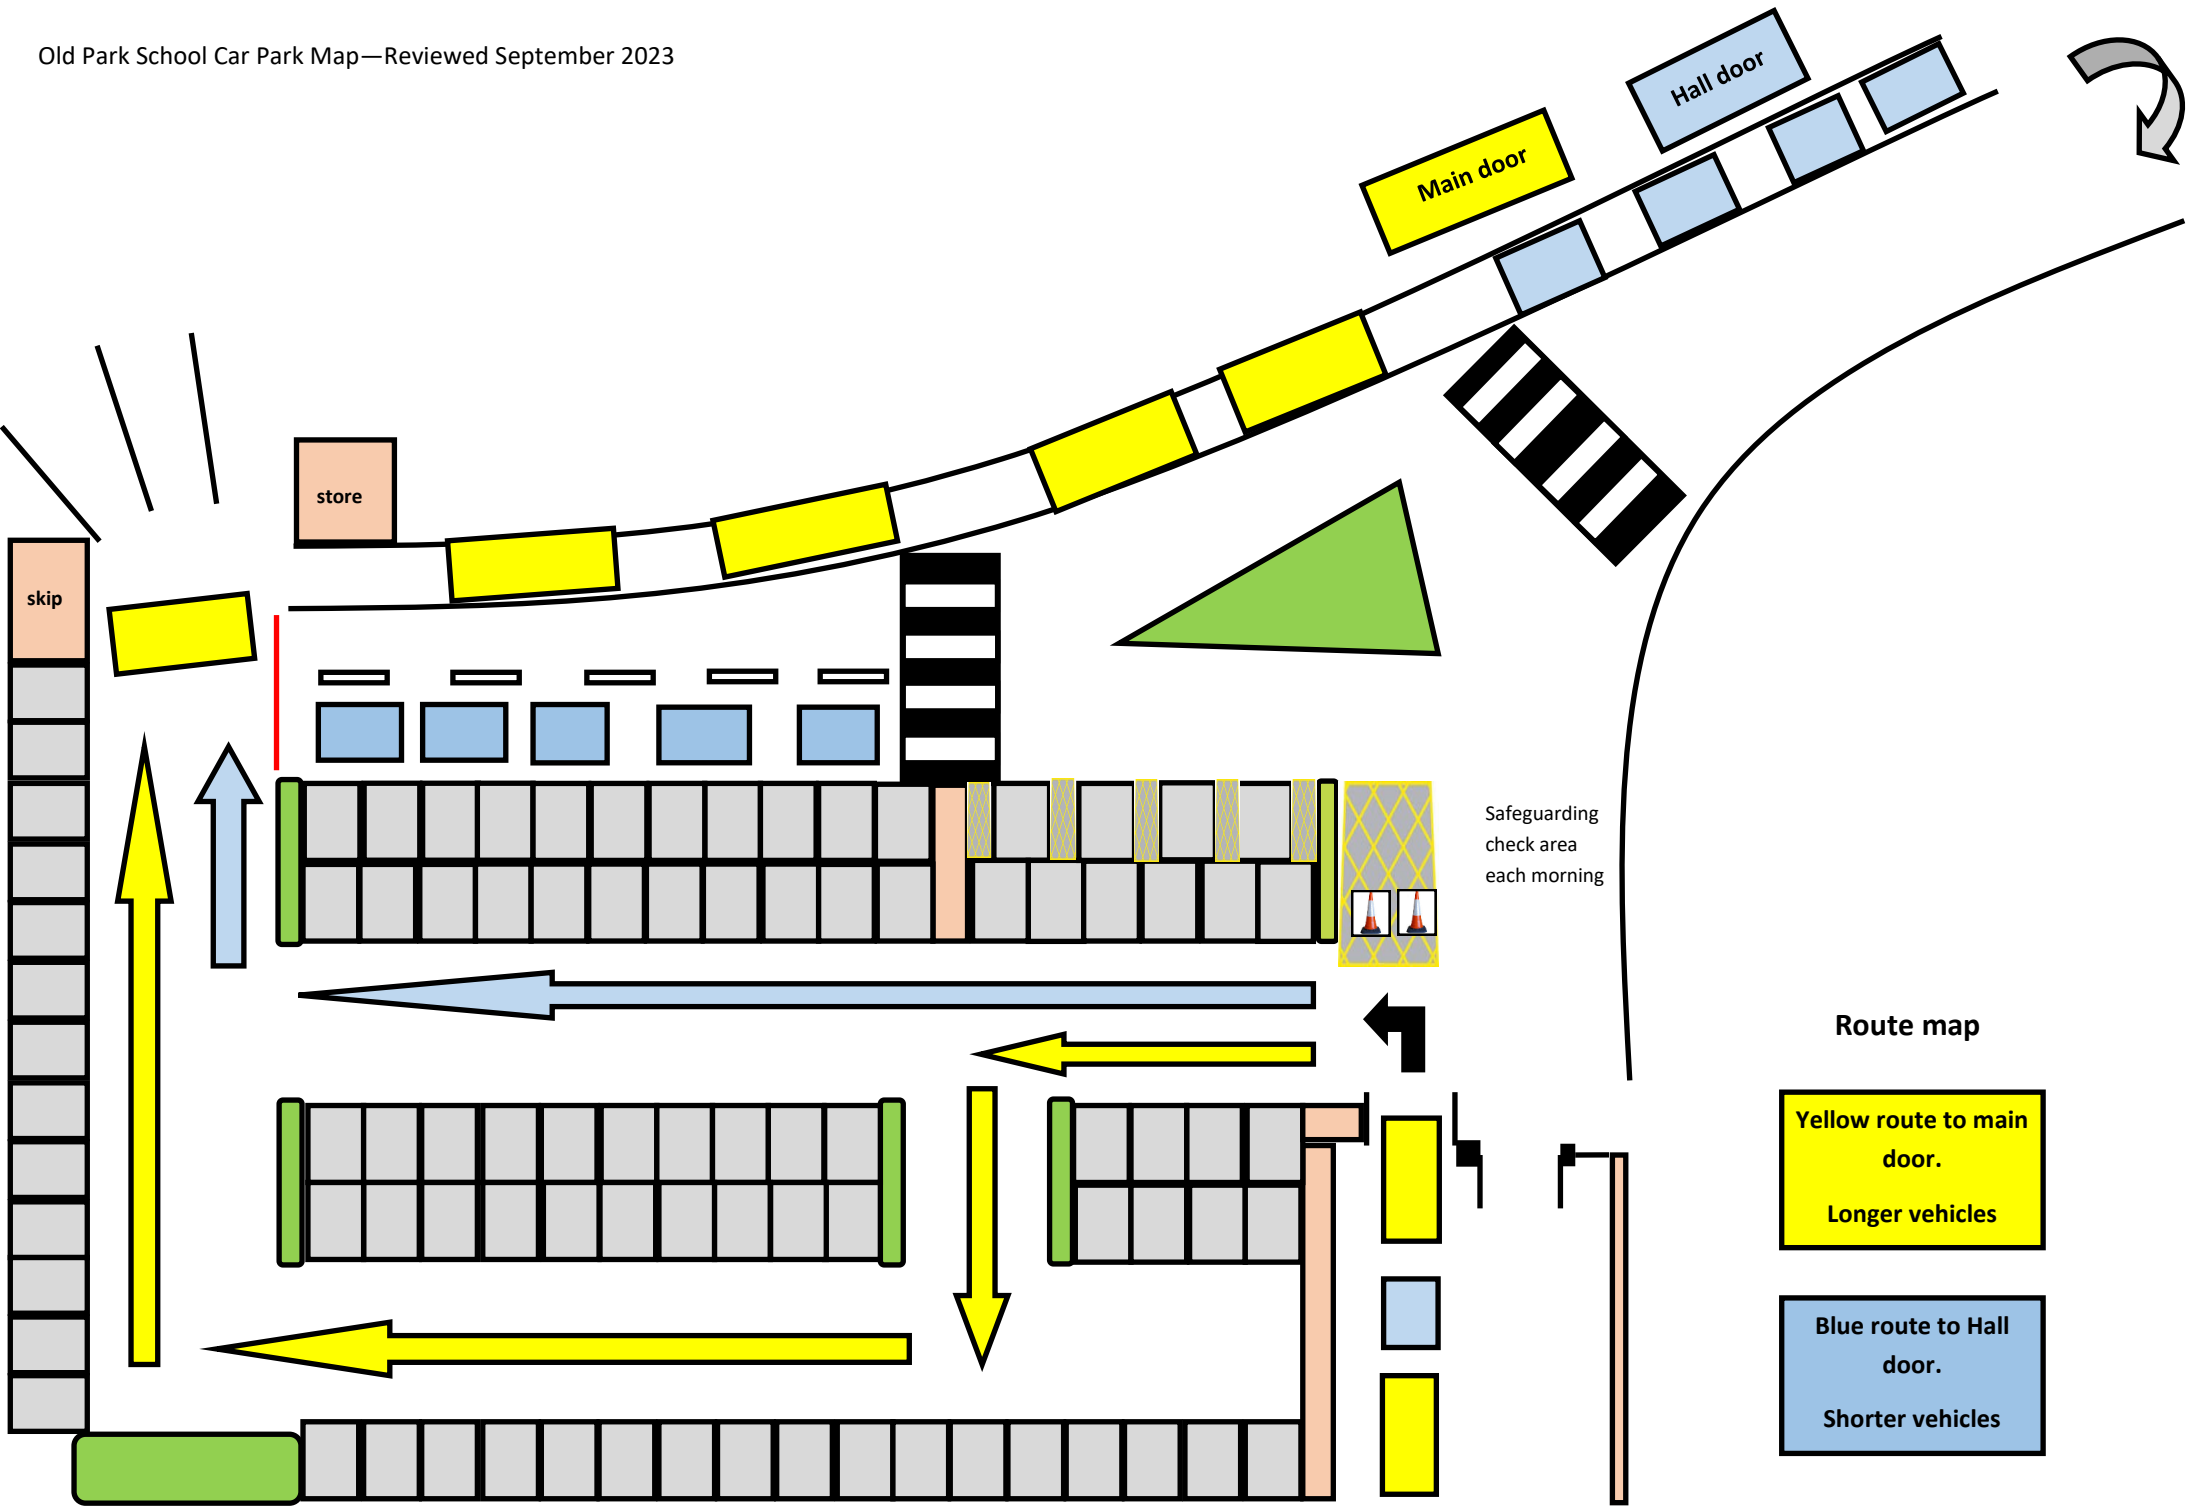 Old Park School Car Park Map—Reviewed September 2023
Hall door
Main door
store
skip
Safeguarding
check area
each morning
Route map
Yellow route to main
door.
Longer vehicles
Blue route to Hall
door.
Shorter vehicles